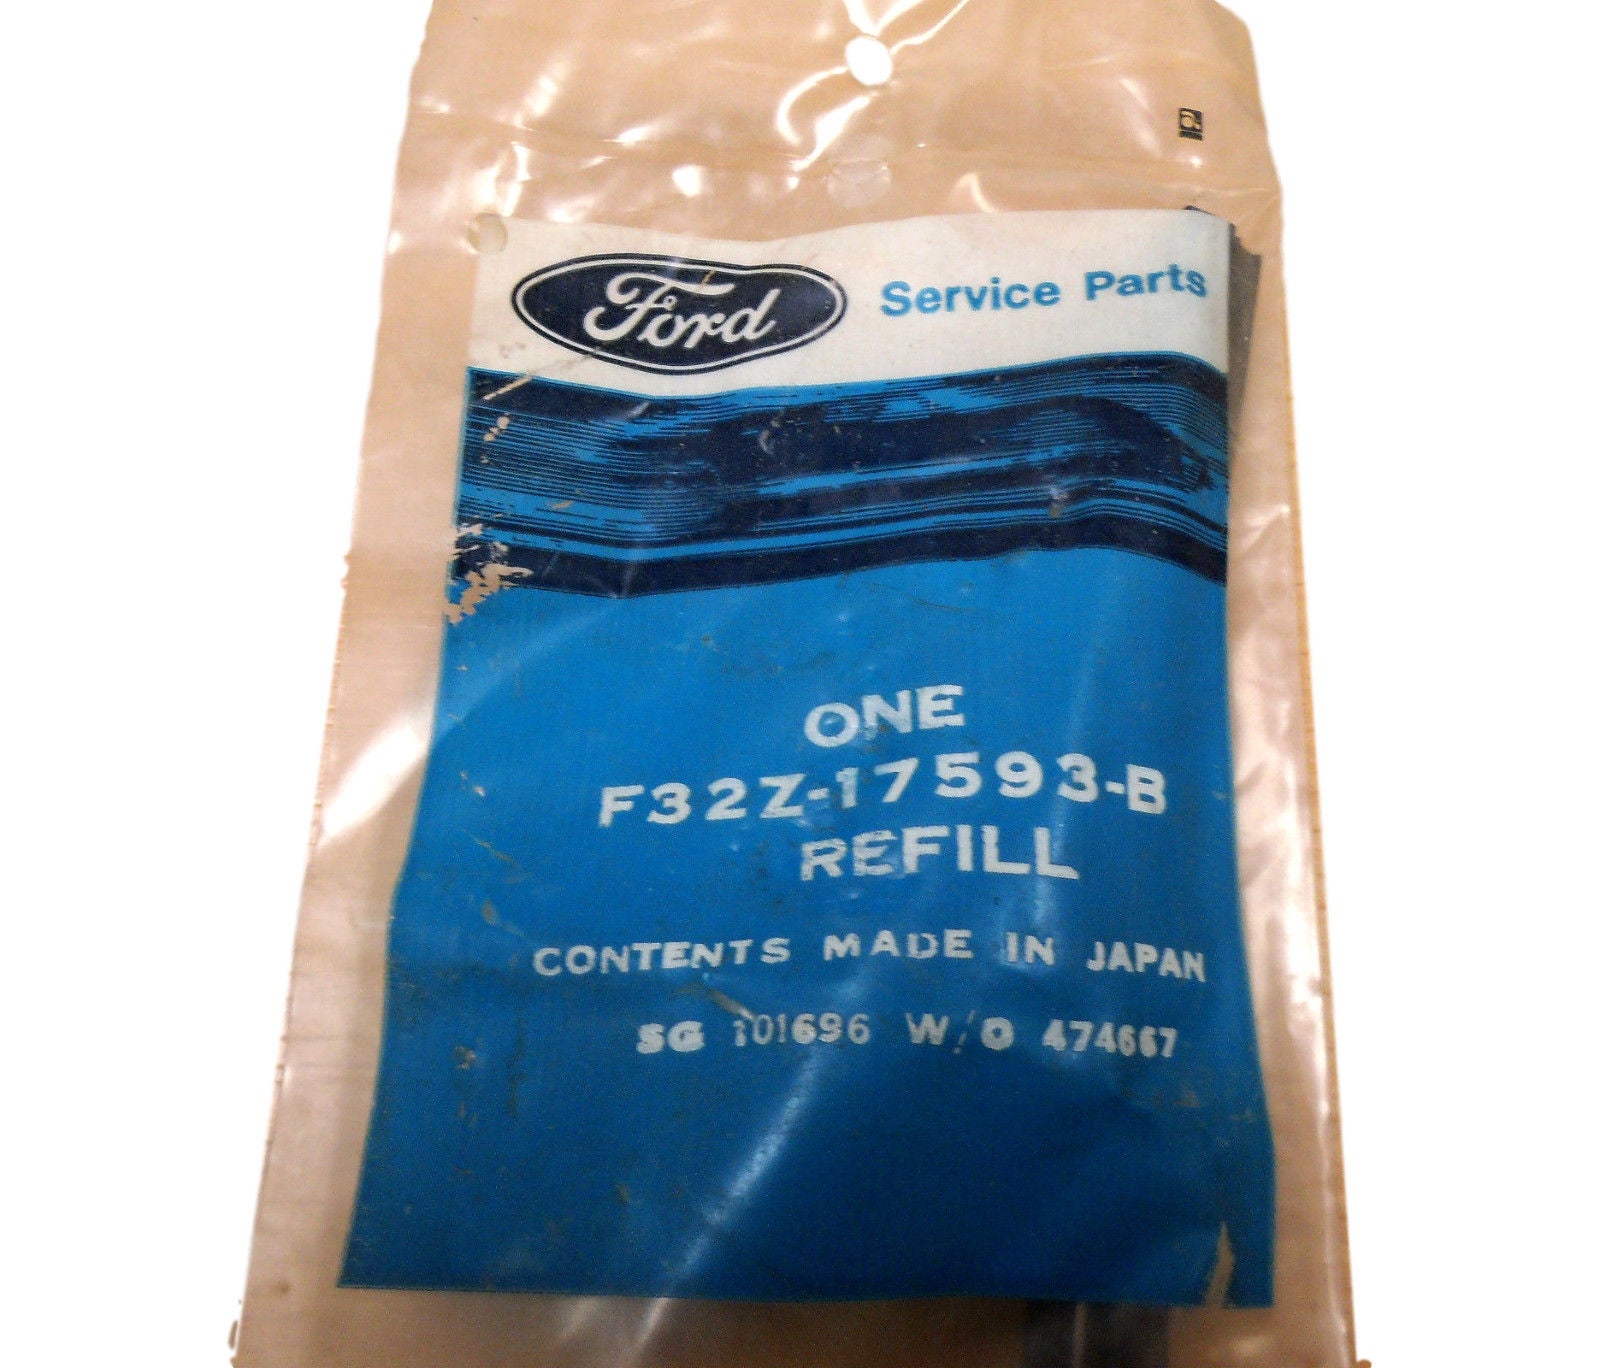 Ford Service Parts
ONE
F32Z-17593-B
REFILL
CONTENTS MADE IN JAPAN
SG 101696 W/O 474667